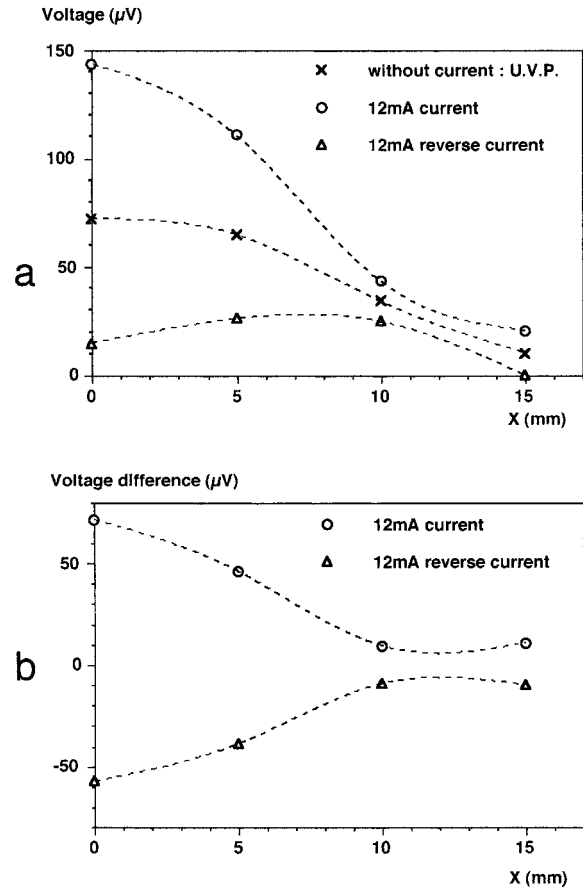 Voltage (µV)
150
100
50
0
without current : U.V.P.
12mA current
12mA reverse current
a
0 5 10 15
X (mm)
Voltage difference (µV)
50
0
-50
12mA current
12mA reverse current
b
0 5 10 15
X (mm)